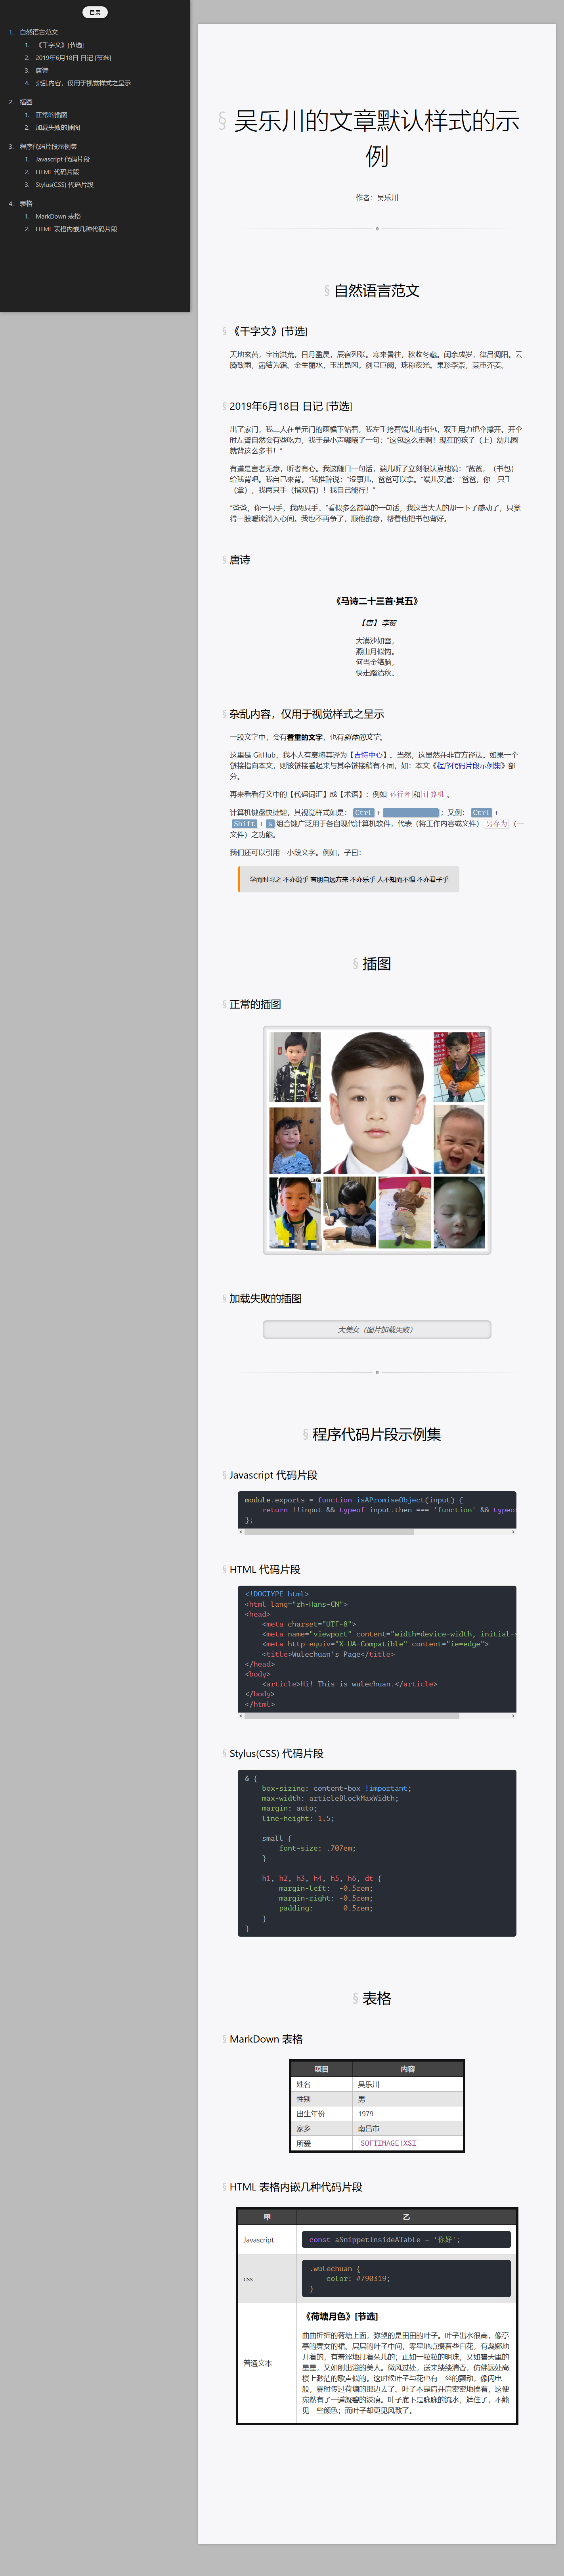 目录
1. 自然语言范文
1. 《千字文》[节选]
2. 2019年6月18日 日记 [节选]
3. 唐诗
4. 杂乱内容，仅用于视觉样式之呈示
2. 插图
1. 正常的插图
2. 加载失败的插图
3. 程序代码片段示例集
1. Javascript 代码片段
2. HTML 代码片段
3. Stylus(CSS) 代码片段
4. 表格
1. MarkDown 表格
2. HTML 表格内嵌几种代码片段
§ 吴乐川的文章默认样式的示
例
作者：吴乐川
§ 自然语言范文
§ 《千字文》[节选]
天地玄黄，宇宙洪荒。日月盈昃，辰宿列张。寒来暑往，秋收冬藏。闰余成岁，律吕调阳。云
腾致雨，露结为霜。金生丽水，玉出昆冈。剑号巨阙，珠称夜光。果珍李柰，菜重芥姜。
§ 2019年6月18日 日记 [节选]
出了家门，我二人在单元门的雨檐下站着，我左手挎着端儿的书包，双手用力把伞撑开。开伞
时左臂自然会有些吃力，我于是小声嘟囔了一句：“这包这么重啊！现在的孩子（上）幼儿园
就背这么多书！”
有道是言者无意，听者有心。我这随口一句话，端儿听了立刻很认真地说：“爸爸，（书包）
给我背吧。我自己来背。”我推辞说：“没事儿，爸爸可以拿。”端儿又道：“爸爸，你一只手
（拿），我两只手（指双肩）！我自己能行！”
“爸爸，你一只手，我两只手。”看似多么简单的一句话，我这当大人的却一下子感动了，只觉
得一股暖流涌入心间。我也不再争了，顺他的意，帮着他把书包背好。
§ 唐诗
《马诗二十三首·其五》
【唐】 李贺
大漠沙如雪，
燕山月似钩。
何当金络脑，
快走踏清秋。
§ 杂乱内容，仅用于视觉样式之呈示
一段文字中，会有着重的文字，也有斜体的文字。
这里是 GitHub，我本人有意将其译为【吉特中心】。当然，这显然并非官方译法。如果一个
链接指向本文，则该链接看起来与其余链接稍有不同，如：本文《程序代码片段示例集》部
分。
再来看看行文中的【代码词汇】或【术语】：例如 孙行者 和 计算机 。
计算机键盘快捷键，其视觉样式如是： Ctrl + ；又例： Ctrl +
Shift + s 组合键广泛用于各自现代计算机软件，代表（将工作内容或文件） 另存为 （一
文件）之功能。
我们还可以引用一小段文字。例如，子曰：
学而时习之 不亦说乎 有朋自远方来 不亦乐乎 人不知而不愠 不亦君子乎
§ 插图
§ 正常的插图
§ 加载失败的插图
大美女（图片加载失败）
§ 程序代码片段示例集
§ Javascript 代码片段
module.exports = function isAPromiseObject(input) {
return !!input && typeof input.then === 'function' && typeof
};
§ HTML 代码片段
<!DOCTYPE html>
<html lang="zh-Hans-CN">
<head>
<meta charset="UTF-8">
<meta name="viewport" content="width=device-width, initial-s
<meta http-equiv="X-UA-Compatible" content="ie=edge">
<title>Wulechuan's Page</title>
</head>
<body>
<article>Hi! This is wulechuan.</article>
</body>
</html>
§ Stylus(CSS) 代码片段
& {
box-sizing: content-box !important;
max-width: articleBlockMaxWidth;
margin: auto;
line-height: 1.5;
small {
font-size: .707em;
}
h1, h2, h3, h4, h5, h6, dt {
margin-left: -0.5rem;
margin-right: -0.5rem;
padding: 0.5rem;
}
}
§ 表格
§ MarkDown 表格
项目 内容
姓名 吴乐川
性别 男
出生年份 1979
家乡 南昌市
所爱 SOFTIMAGE|XSI
§ HTML 表格内嵌几种代码片段
甲 乙
Javascript const aSnippetInsideATable = '你好';
css
.wulechuan {
color: #790319;
}
普通文本
《荷塘月色》[节选]
曲曲折折的荷塘上面，弥望的是田田的叶子。叶子出水很高，像亭
亭的舞女的裙。层层的叶子中间，零星地点缀着些白花，有袅娜地
开着的，有羞涩地打着朵儿的；正如一粒粒的明珠，又如碧天里的
星星，又如刚出浴的美人。微风过处，送来缕缕清香，仿佛远处高
楼上渺茫的歌声似的。这时候叶子与花也有一丝的颤动，像闪电
般，霎时传过荷塘的那边去了。叶子本是肩并肩密密地挨着，这便
宛然有了一道凝碧的波痕。叶子底下是脉脉的流水，遮住了，不能
见一些颜色；而叶子却更见风致了。